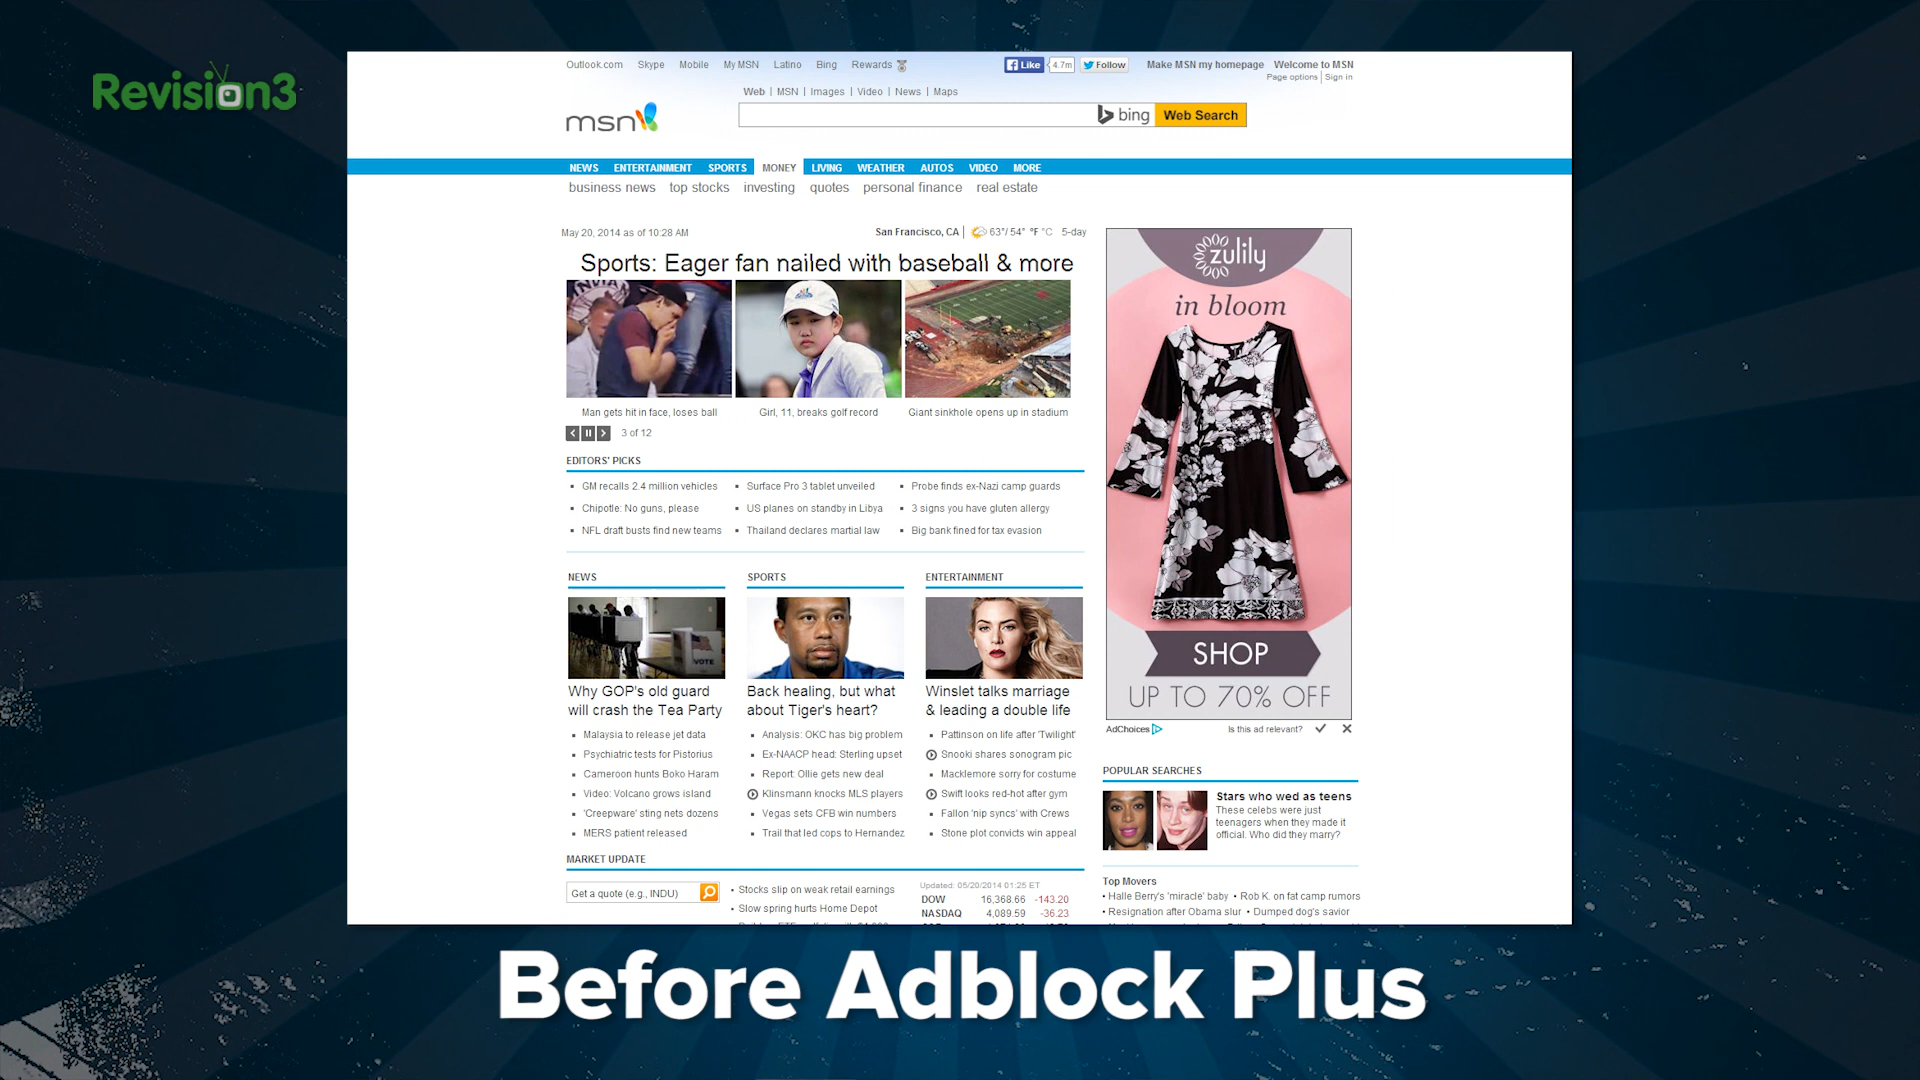 Revision3
Outlook.com Skype Mobile My MSN Latino Bing Rewards
Like 4.7m Follow Make MSN my homepage Welcome to MSN
Page options Sign in
Web | MSN | Images | Video | News | Maps
msn
bing Web Search
NEWS ENTERTAINMENT SPORTS MONEY LIVING WEATHER AUTOS VIDEO MORE
business news top stocks investing quotes personal finance real estate
May 20, 2014 as of 10:28 AM
San Francisco, CA | 63°/ 54° °F °C 5-day
Sports: Eager fan nailed with baseball & more
Man gets hit in face, loses ball
Girl, 11, breaks golf record
Giant sinkhole opens up in stadium
3 of 12
EDITORS' PICKS
GM recalls 2.4 million vehicles
Chipotle: No guns, please
NFL draft busts find new teams
Surface Pro 3 tablet unveiled
US planes on standby in Libya
Thailand declares martial law
Probe finds ex-Nazi camp guards
3 signs you have gluten allergy
Big bank fined for tax evasion
NEWS
VOTE
Why GOP's old guard
will crash the Tea Party
Malaysia to release jet data
Psychiatric tests for Pistorius
Cameroon hunts Boko Haram
Video: Volcano grows island
'Creepware' sting nets dozens
MERS patient released
SPORTS
Back healing, but what
about Tiger's heart?
Analysis: OKC has big problem
Ex-NAACP head: Sterling upset
Report: Ollie gets new deal
Klinsmann knocks MLS players
Vegas sets CFB win numbers
Trail that led cops to Hernandez
ENTERTAINMENT
Winslet talks marriage
& leading a double life
Pattinson on life after 'Twilight'
Snooki shares sonogram pic
Macklemore sorry for costume
Swift looks red-hot after gym
Fallon 'nip syncs' with Crews
Stone plot convicts win appeal
MARKET UPDATE
Get a quote (e.g., INDU)
Stocks slip on weak retail earnings
Slow spring hurts Home Depot
Updated: 05/20/2014 01:25 ET
DOW 16,368.66 -143.20
NASDAQ 4,089.59 -36.23
zulily
in bloom
SHOP
UP TO 70% OFF
AdChoices
Is this ad relevant?
POPULAR SEARCHES
Stars who wed as teens
These celebs were just
teenagers when they made it
official. Who did they marry?
Top Movers
Halle Berry's 'miracle' baby • Rob K. on fat camp rumors
Resignation after Obama slur • Dumped dog's savior
Before Adblock Plus